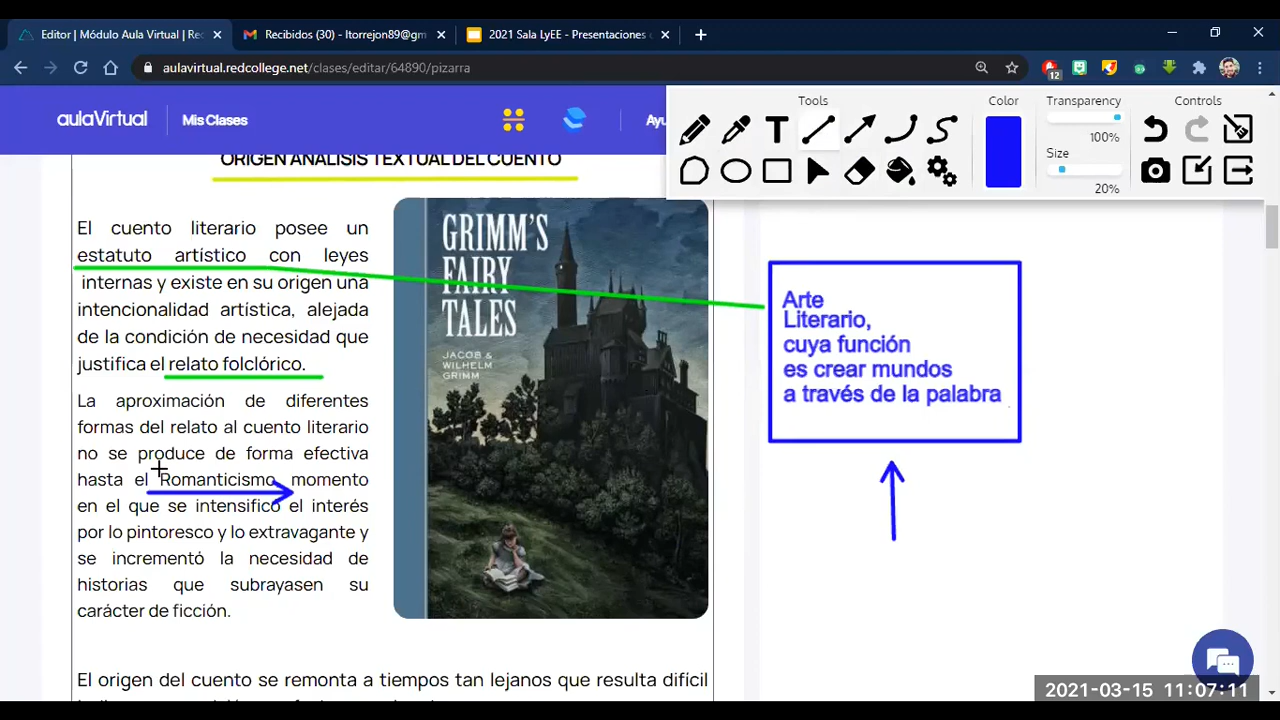 Editor | Módulo Aula Virtual | Rec
Recibidos (30) - ltorrejon89@gm
2021 Sala LyEE - Presentaciones d
aulavirtual.redcollege.net/clases/editar/64890/pizarra
aulaVirtual
Mis Clases
Ayu
12
Tools
Color
Transparency
Controls
100%
Size
20%
ORIGEN ANÁLISIS TEXTUAL DEL CUENTO
El cuento literario posee un
estatuto artístico con leyes
internas y existe en su origen una
intencionalidad artística, alejada
de la condición de necesidad que
justifica el relato folclórico.
La aproximación de diferentes
formas del relato al cuento literario
no se produce de forma efectiva
hasta el Romanticismo momento
en el que se intensificó el interés
por lo pintoresco y lo extravagante y
se incrementó la necesidad de
historias que subrayasen su
carácter de ficción.
GRIMM'S
FAIRY
TALES
JACOB &
WILHELM
GRIMM
Arte
Literario,
cuya función
es crear mundos
a través de la palabra
El origen del cuento se remonta a tiempos tan lejanos que resulta difícil
2021-03-15 11:07:11